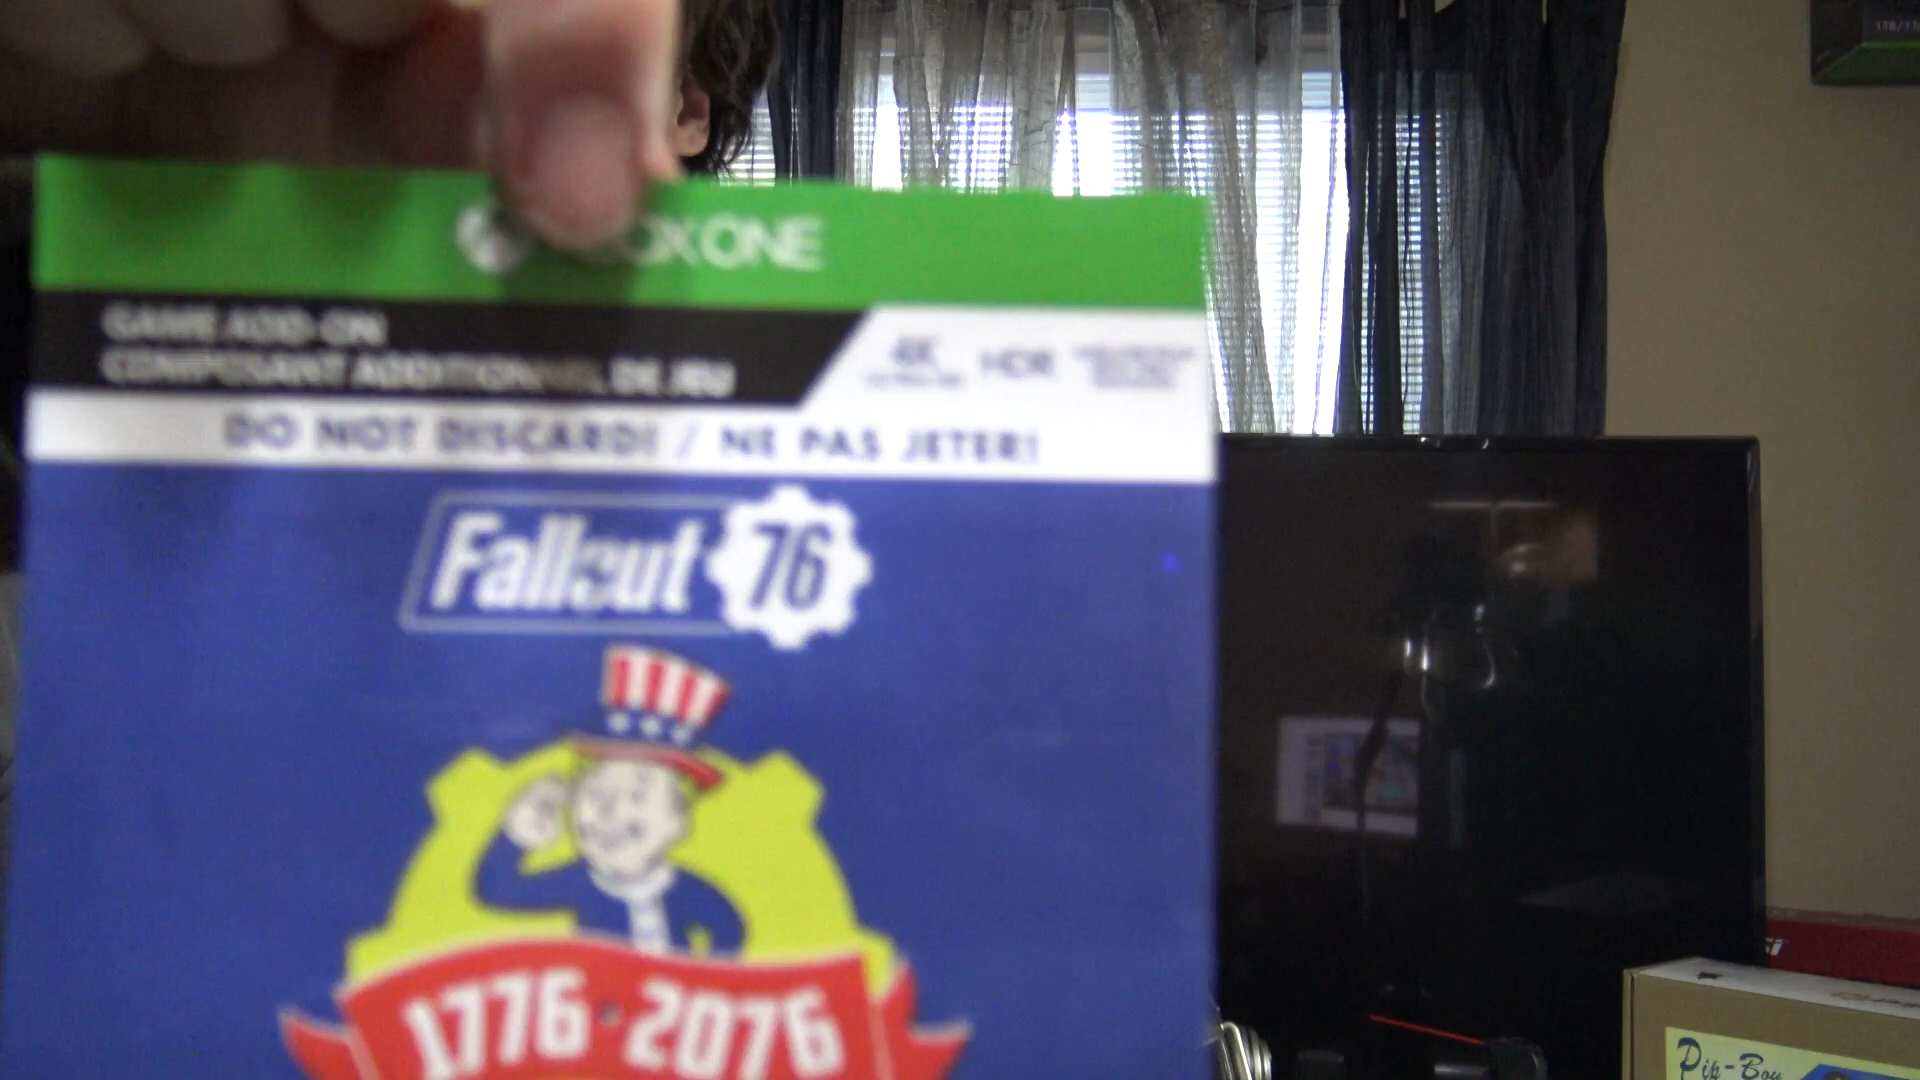 XBOX ONE
GAME ADD-ON
COMPOSANT ADDITIONNEL DE JEU
4K
HDR
DO NOT DISCARD! / NE PAS JETER!
Fallout 76
1776 · 2076
Pip-Boy